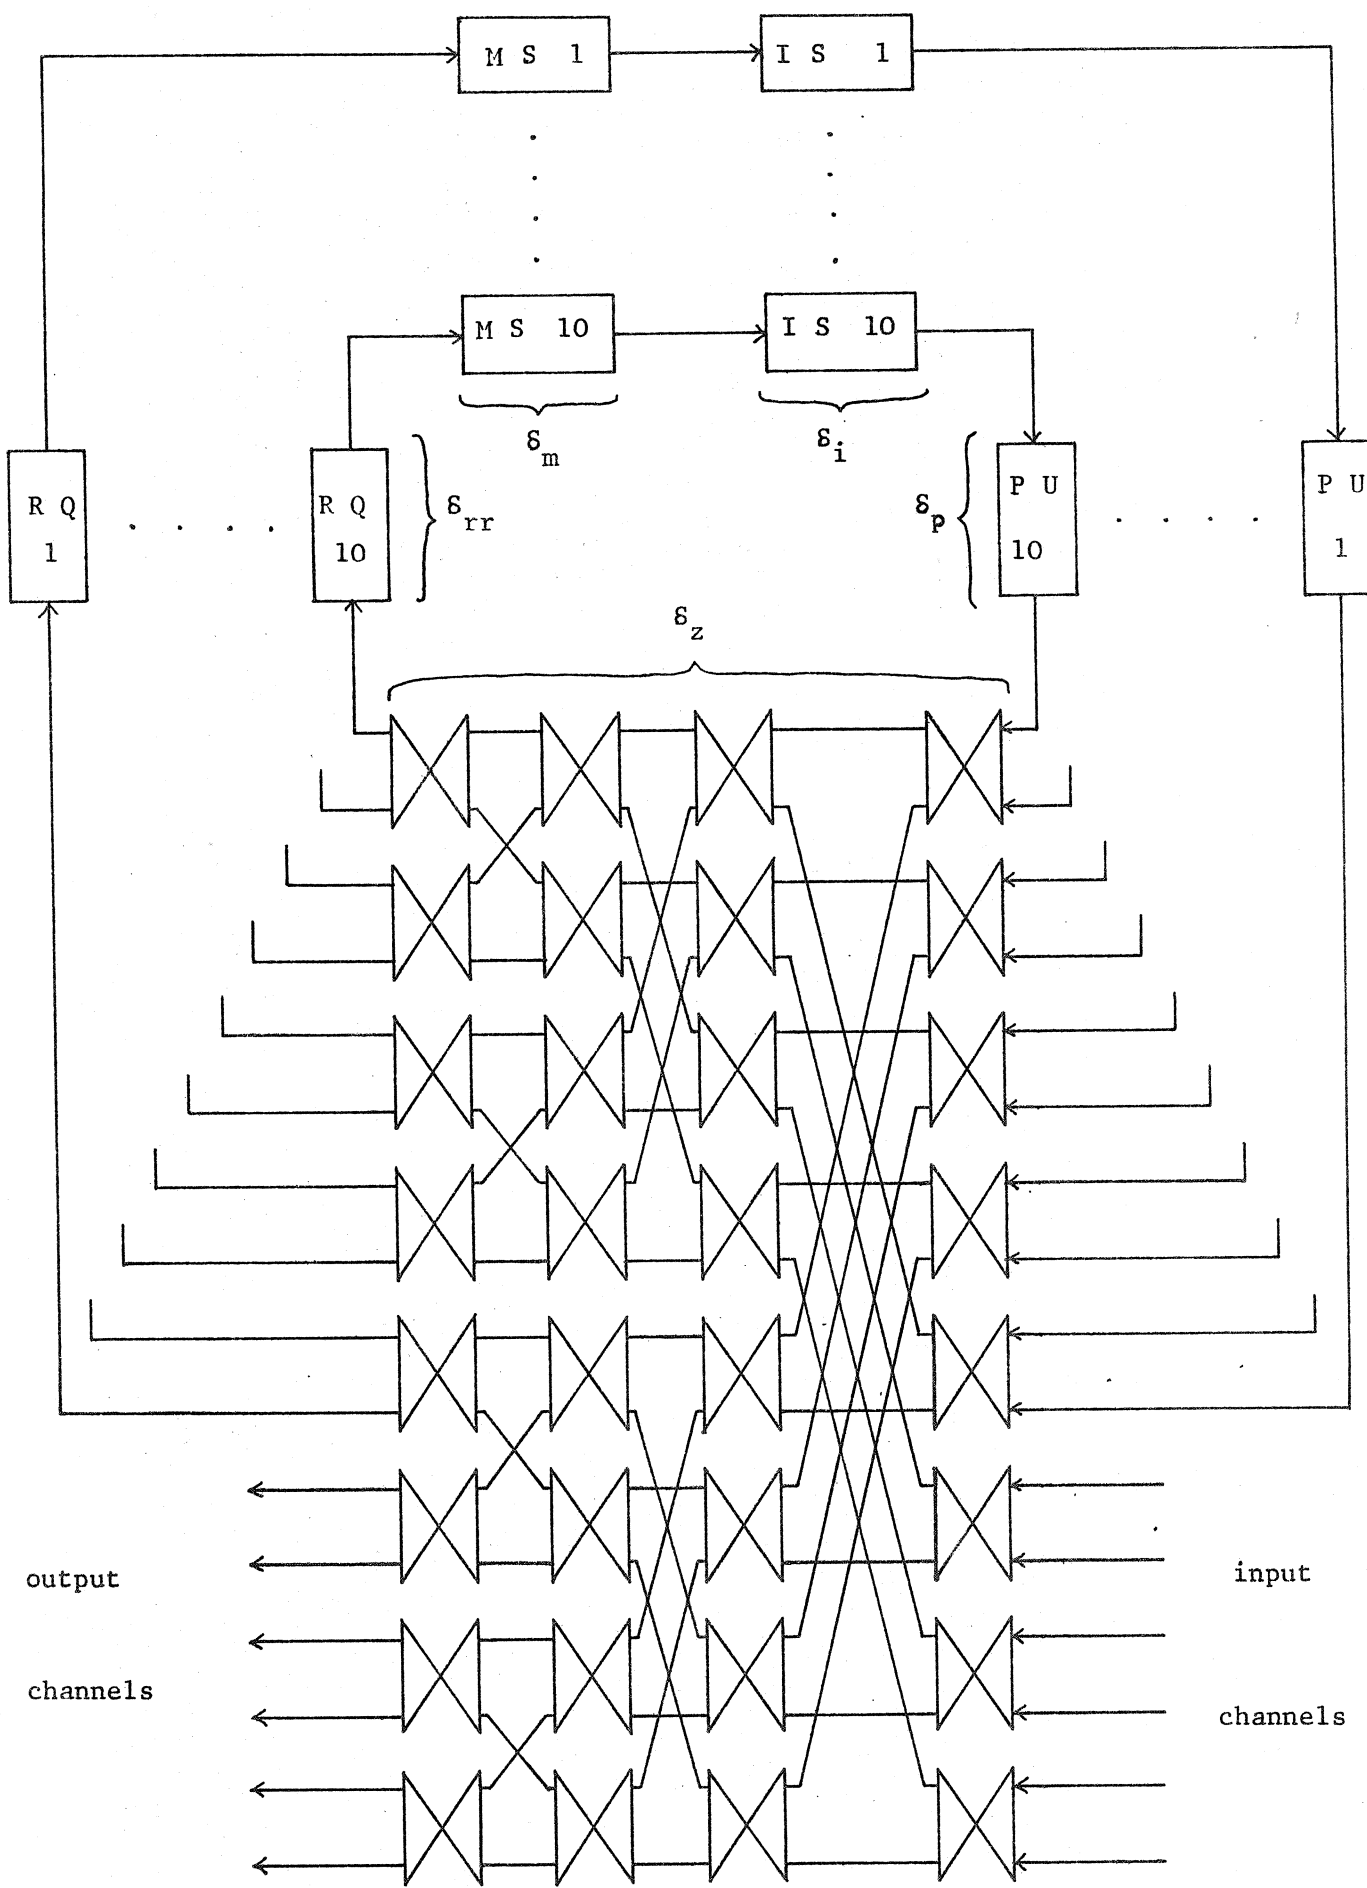 M S 1
I S 1
M S 10
I S 10
δm
δi
R Q
1
R Q
10
δrr
δp
P U
10
P U
1
δz
output
channels
input
channels